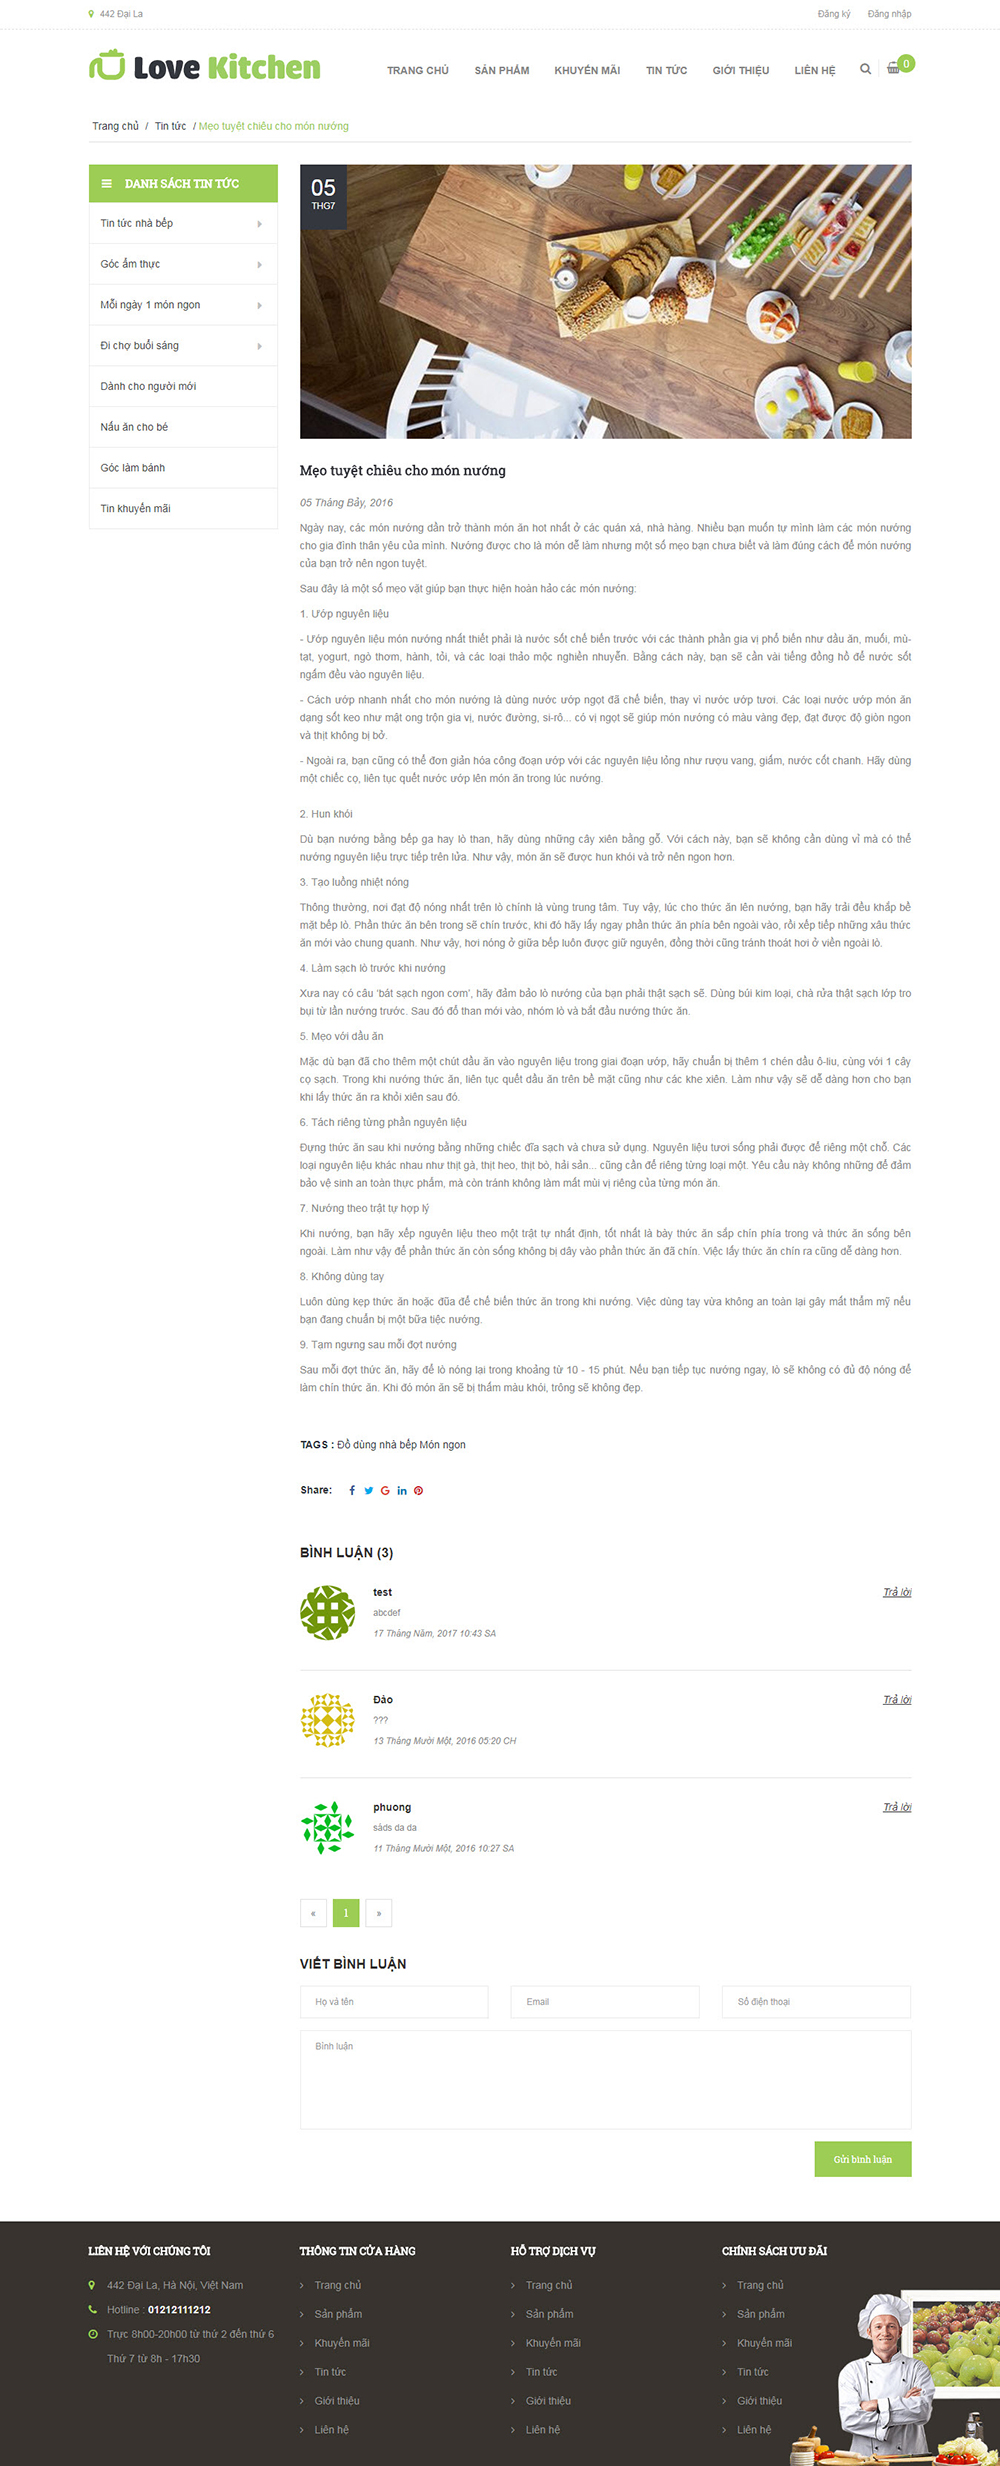 442 Đại La
Đăng ký Đăng nhập
Love Kitchen
TRANG CHỦ SẢN PHẨM KHUYẾN MÃI TIN TỨC GIỚI THIỆU LIÊN HỆ 0
Trang chủ / Tin tức / Mẹo tuyệt chiêu cho món nướng
DANH SÁCH TIN TỨC
Tin tức nhà bếp
Góc ẩm thực
Mỗi ngày 1 món ngon
Đi chợ buổi sáng
Dành cho người mới
Nấu ăn cho bé
Góc làm bánh
Tin khuyến mãi
05
THG7
Mẹo tuyệt chiêu cho món nướng
05 Tháng Bảy, 2016
Ngày nay, các món nướng dần trở thành món ăn hot nhất ở các quán xá, nhà hàng. Nhiều bạn muốn tự mình làm các món nướng
cho gia đình thân yêu của mình. Nướng được cho là món dễ làm nhưng một số mẹo bạn chưa biết và làm đúng cách để món nướng
của bạn trở nên ngon tuyệt.
Sau đây là một số mẹo vặt giúp bạn thực hiện hoàn hảo các món nướng:
1. Ướp nguyên liệu
- Ướp nguyên liệu món nướng nhất thiết phải là nước sốt chế biến trước với các thành phần gia vị phổ biến như dầu ăn, muối, mù-
tạt, yogurt, ngò thơm, hành, tỏi, và các loại thảo mộc nghiền nhuyễn. Bằng cách này, bạn sẽ cần vài tiếng đồng hồ để nước sốt
ngấm đều vào nguyên liệu.
- Cách ướp nhanh nhất cho món nướng là dùng nước ướp ngọt đã chế biến, thay vì nước ướp tươi. Các loại nước ướp món ăn
dạng sốt keo như mật ong trộn gia vị, nước đường, si-rô... có vị ngọt sẽ giúp món nướng có màu vàng đẹp, đạt được độ giòn ngon
và thịt không bị bở.
- Ngoài ra, bạn cũng có thể đơn giản hóa công đoạn ướp với các nguyên liệu lỏng như rượu vang, giấm, nước cốt chanh. Hãy dùng
một chiếc cọ, liên tục quết nước ướp lên món ăn trong lúc nướng.
2. Hun khói
Dù bạn nướng bằng bếp ga hay lò than, hãy dùng những cây xiên bằng gỗ. Với cách này, bạn sẽ không cần dùng vỉ mà có thể
nướng nguyên liệu trực tiếp trên lửa. Như vậy, món ăn sẽ được hun khói và trở nên ngon hơn.
3. Tạo luồng nhiệt nóng
Thông thường, nơi đạt độ nóng nhất trên lò chính là vùng trung tâm. Tuy vậy, lúc cho thức ăn lên nướng, bạn hãy trải đều khắp bề
mặt bếp lò. Phần thức ăn bên trong sẽ chín trước, khi đó hãy lấy ngay phần thức ăn phía bên ngoài vào, rồi xếp tiếp những xâu thức
ăn mới vào chung quanh. Như vậy, hơi nóng ở giữa bếp luôn được giữ nguyên, đồng thời cũng tránh thoát hơi ở viền ngoài lò.
4. Làm sạch lò trước khi nướng
Xưa nay có câu 'bát sạch ngon cơm', hãy đảm bảo lò nướng của bạn phải thật sạch sẽ. Dùng búi kim loại, chà rửa thật sạch lớp tro
bụi từ lần nướng trước. Sau đó đổ than mới vào, nhóm lò và bắt đầu nướng thức ăn.
5. Mẹo với dầu ăn
Mặc dù bạn đã cho thêm một chút dầu ăn vào nguyên liệu trong giai đoạn ướp, hãy chuẩn bị thêm 1 chén dầu ô-liu, cùng với 1 cây
cọ sạch. Trong khi nướng thức ăn, liên tục quết dầu ăn trên bề mặt cũng như các khe xiên. Làm như vậy sẽ dễ dàng hơn cho bạn
khi lấy thức ăn ra khỏi xiên sau đó.
6. Tách riêng từng phần nguyên liệu
Đựng thức ăn sau khi nướng bằng những chiếc đĩa sạch và chưa sử dụng. Nguyên liệu tươi sống phải được để riêng một chỗ. Các
loại nguyên liệu khác nhau như thịt gà, thịt heo, thịt bò, hải sản... cũng cần để riêng từng loại một. Yêu cầu này không những để đảm
bảo vệ sinh an toàn thực phẩm, mà còn tránh không làm mất mùi vị riêng của từng món ăn.
7. Nướng theo trật tự hợp lý
Khi nướng, bạn hãy xếp nguyên liệu theo một trật tự nhất định, tốt nhất là bày thức ăn sắp chín phía trong và thức ăn sống bên
ngoài. Làm như vậy để phần thức ăn còn sống không bị dây vào phần thức ăn đã chín. Việc lấy thức ăn chín ra cũng dễ dàng hơn.
8. Không dùng tay
Luôn dùng kẹp thức ăn hoặc đũa để chế biến thức ăn trong khi nướng. Việc dùng tay vừa không an toàn lại gây mất thẩm mỹ nếu
bạn đang chuẩn bị một bữa tiệc nướng.
9. Tạm ngưng sau mỗi đợt nướng
Sau mỗi đợt thức ăn, hãy để lò nóng lại trong khoảng từ 10 - 15 phút. Nếu bạn tiếp tục nướng ngay, lò sẽ không có đủ độ nóng để
làm chín thức ăn. Khi đó món ăn sẽ bị thấm màu khói, trông sẽ không đẹp.
TAGS : Đồ dùng nhà bếp Món ngon
Share:
BÌNH LUẬN (3)
test
Trả lời
abcdef
17 Tháng Năm, 2017 10:43 SA
Đào
Trả lời
???
13 Tháng Mười Một, 2016 05:20 CH
phuong
Trả lời
sàds da da
11 Tháng Mười Một, 2016 10:27 SA
« 1 »
VIẾT BÌNH LUẬN
Họ và tên Email Số điện thoại
Bình luận
Gửi bình luận
LIÊN HỆ VỚI CHÚNG TÔI
442 Đại La, Hà Nội, Việt Nam
Hotline : 01212111212
Trực 8h00-20h00 từ thứ 2 đến thứ 6
Thứ 7 từ 8h - 17h30
THÔNG TIN CỬA HÀNG
Trang chủ
Sản phẩm
Khuyến mãi
Tin tức
Giới thiệu
Liên hệ
HỖ TRỢ DỊCH VỤ
Trang chủ
Sản phẩm
Khuyến mãi
Tin tức
Giới thiệu
Liên hệ
CHÍNH SÁCH ƯU ĐÃI
Trang chủ
Sản phẩm
Khuyến mãi
Tin tức
Giới thiệu
Liên hệ